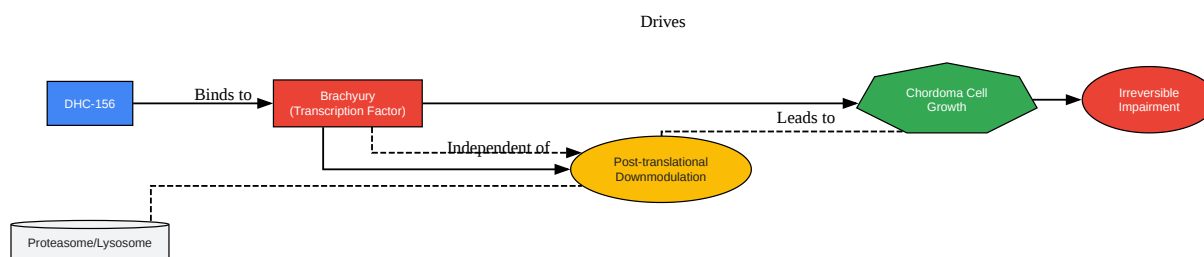 Drives
DHC-156
Binds to
Brachyury
(Transcription Factor)
Chordoma Cell
Growth
Irreversible
Impairment
Leads to
Independent of
Post-translational
Downmodulation
Proteasome/Lysosome